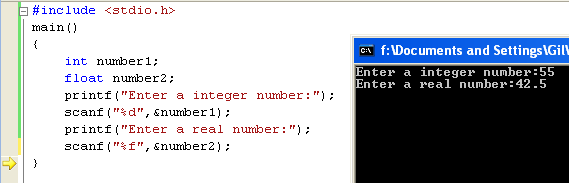 #include <stdio.h>
main()
{
int number1;
float number2;
printf("Enter a integer number:");
scanf("%d",&number1);
printf("Enter a real number:");
scanf("%f",&number2);
}
f:\Documents and Settings\Gil\
Enter a integer number:55
Enter a real number:42.5